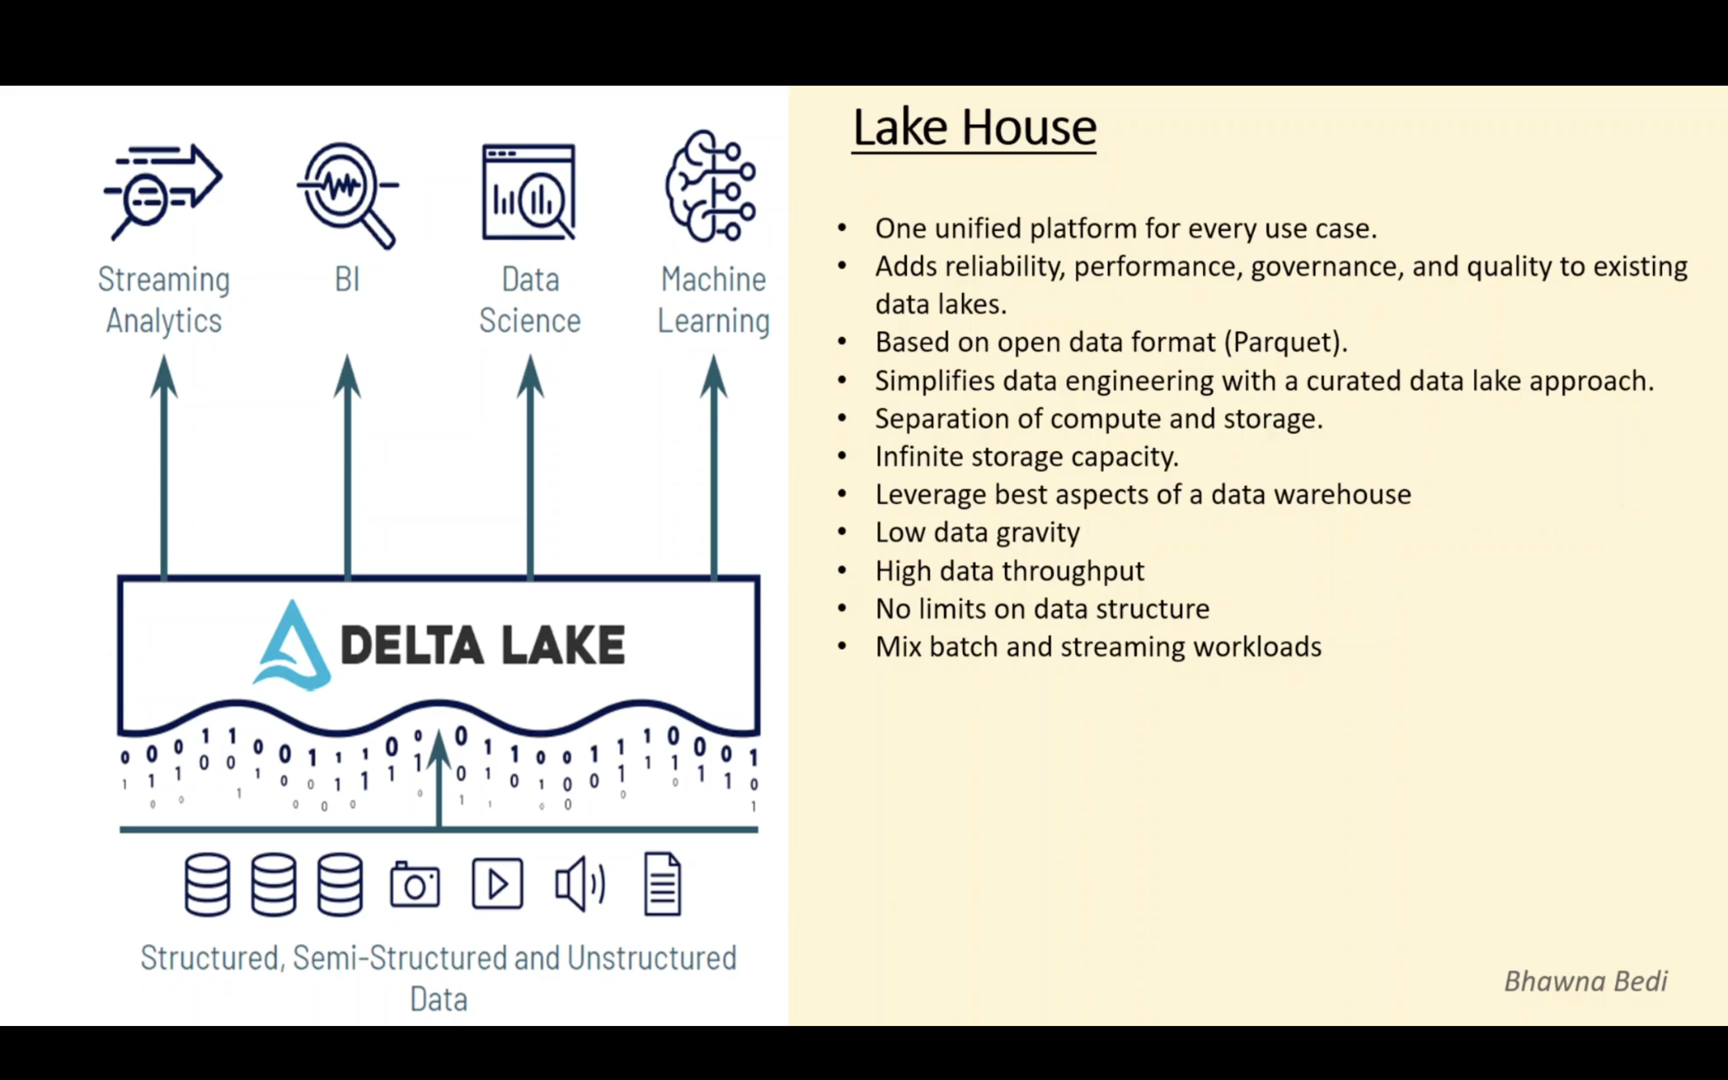 Lake House
Streaming
Analytics
BI
Data
Science
Machine
Learning
DELTA LAKE
Structured, Semi-Structured and Unstructured
Data
• One unified platform for every use case.
• Adds reliability, performance, governance, and quality to existing
data lakes.
• Based on open data format (Parquet).
• Simplifies data engineering with a curated data lake approach.
• Separation of compute and storage.
• Infinite storage capacity.
• Leverage best aspects of a data warehouse
• Low data gravity
• High data throughput
• No limits on data structure
• Mix batch and streaming workloads
Bhawna Bedi